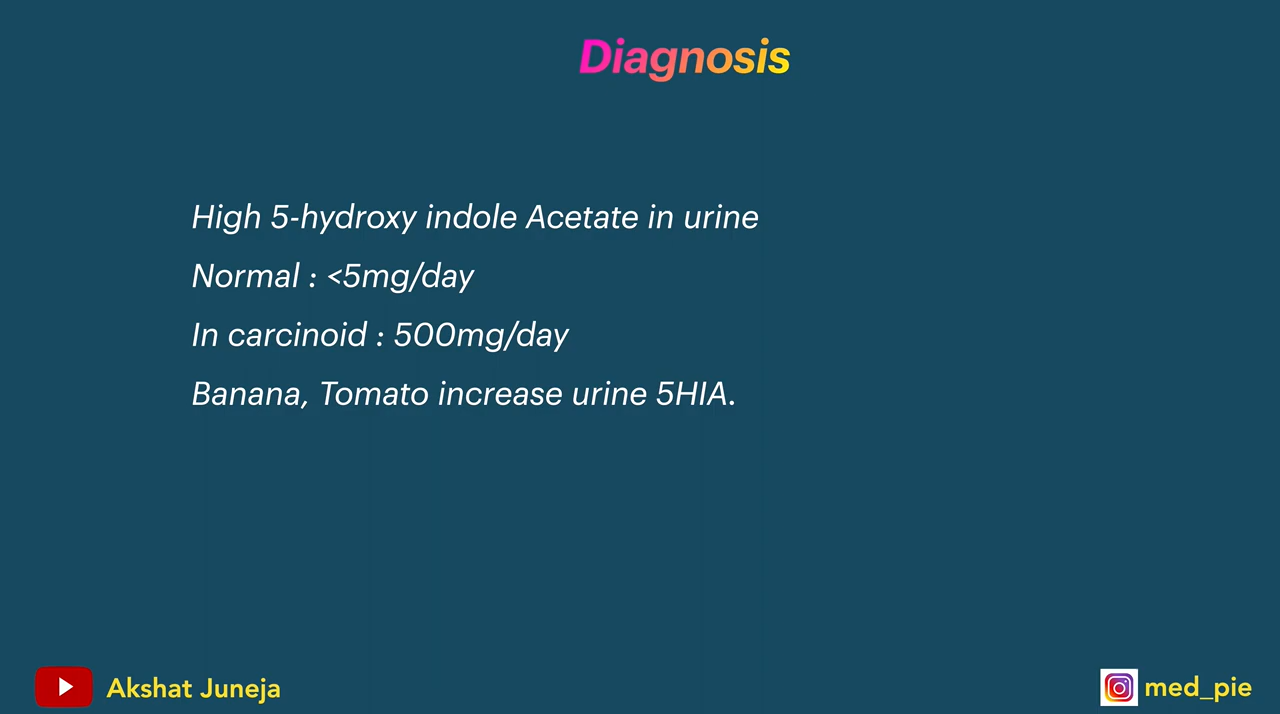 Diagnosis
High 5-hydroxy indole Acetate in urine
Normal : <5mg/day
In carcinoid : 500mg/day
Banana, Tomato increase urine 5HIA.
Akshat Juneja
med_pie